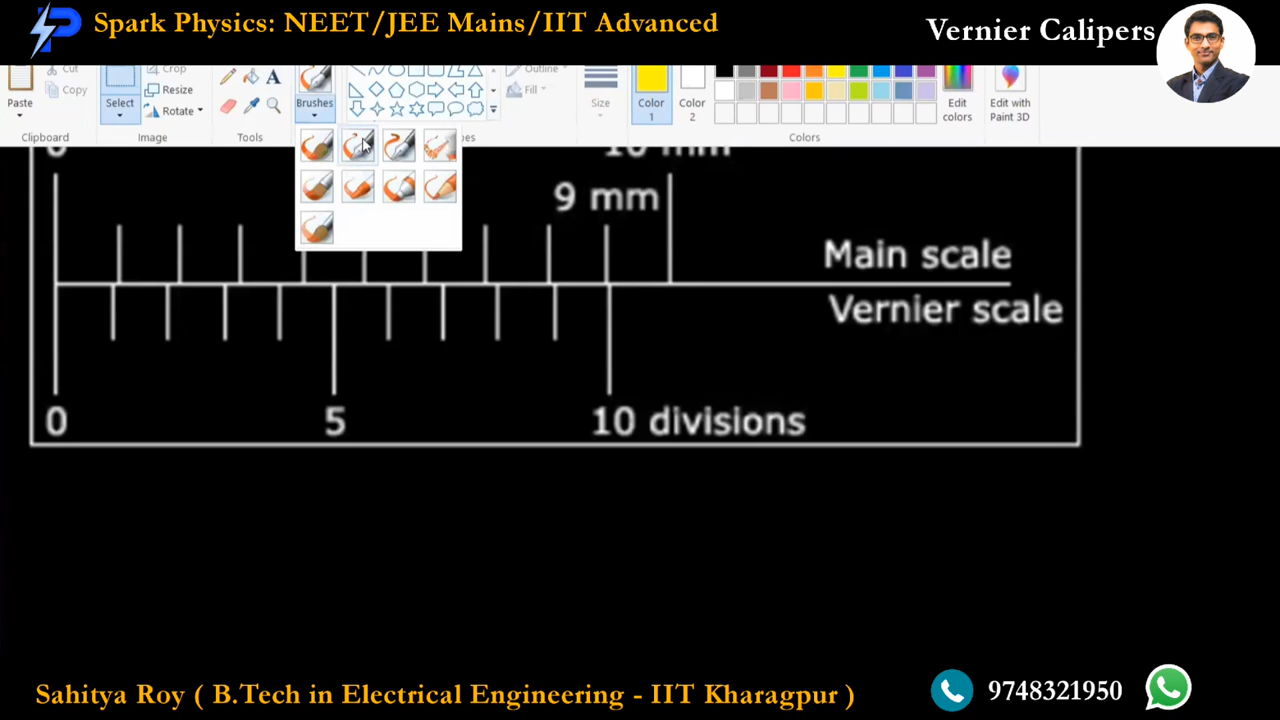 Spark Physics: NEET/JEE Mains/IIT Advanced
Vernier Calipers
Cut
Crop
Outline
Copy
Resize
Fill
Paste
Select
Rotate
Brushes
Size
Color 1
Color 2
Edit colors
Edit with Paint 3D
Clipboard
Image
Tools
Colors
10 mm
9 mm
Main scale
Vernier scale
0
5
10 divisions
Sahitya Roy ( B.Tech in Electrical Engineering - IIT Kharagpur )
9748321950